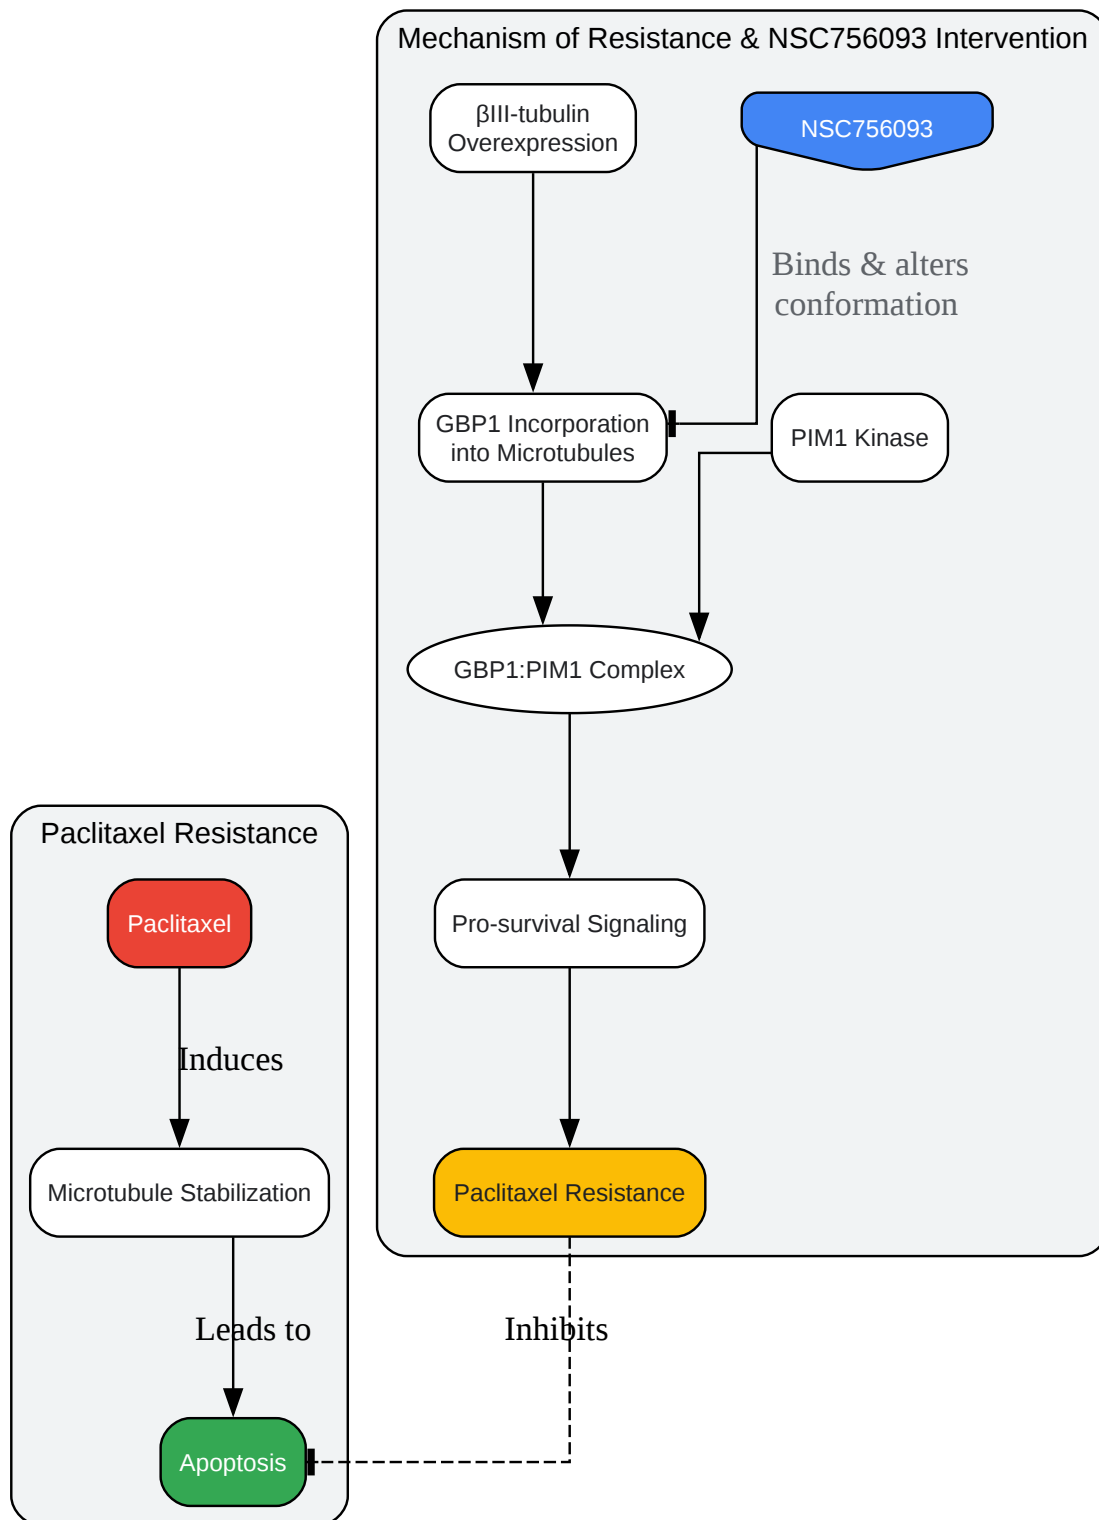 Mechanism of Resistance & NSC756093 Intervention
βIII-tubulin
Overexpression
NSC756093
Binds & alters
conformation
GBP1 Incorporation
into Microtubules
PIM1 Kinase
GBP1:PIM1 Complex
Paclitaxel Resistance
Paclitaxel
Pro-survival Signaling
Induces
Microtubule Stabilization
Paclitaxel Resistance
Leads to
Inhibits
Apoptosis